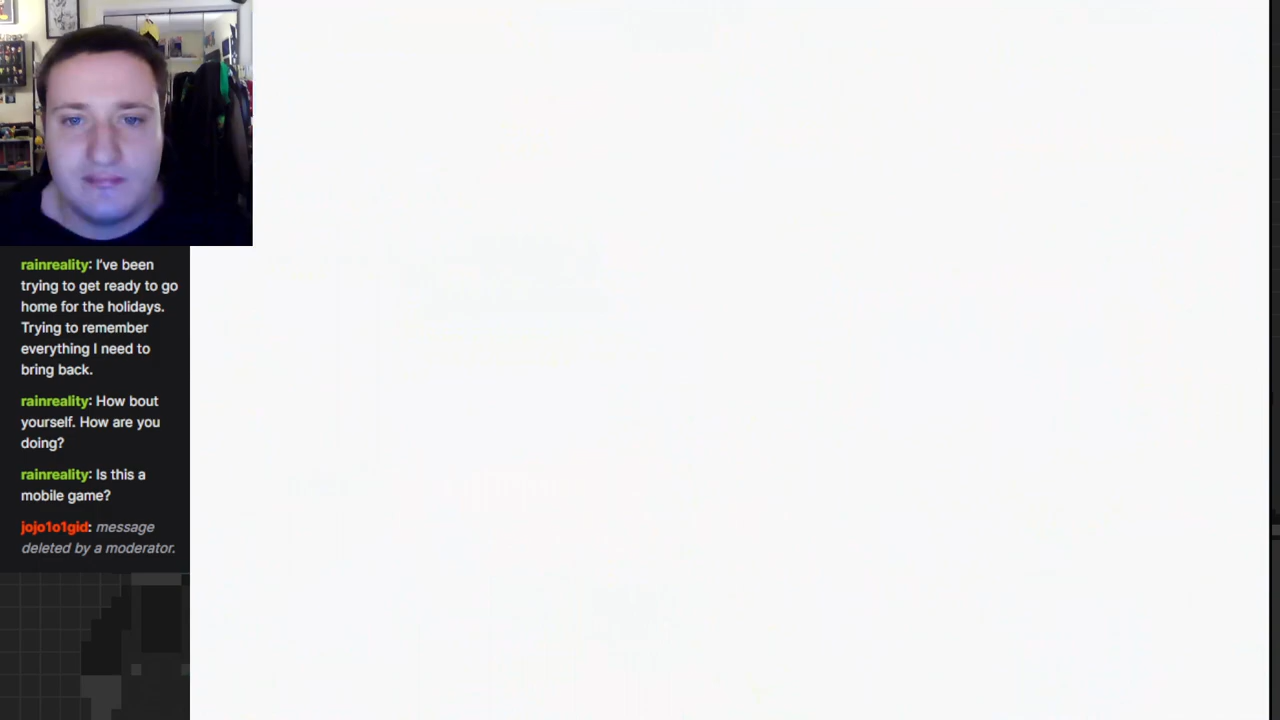 rainreality: I've been
trying to get ready to go
home for the holidays.
Trying to remember
everything I need to
bring back.
rainreality: How bout
yourself. How are you
doing?
rainreality: Is this a
mobile game?
jojo1o1gid: message
deleted by a moderator.